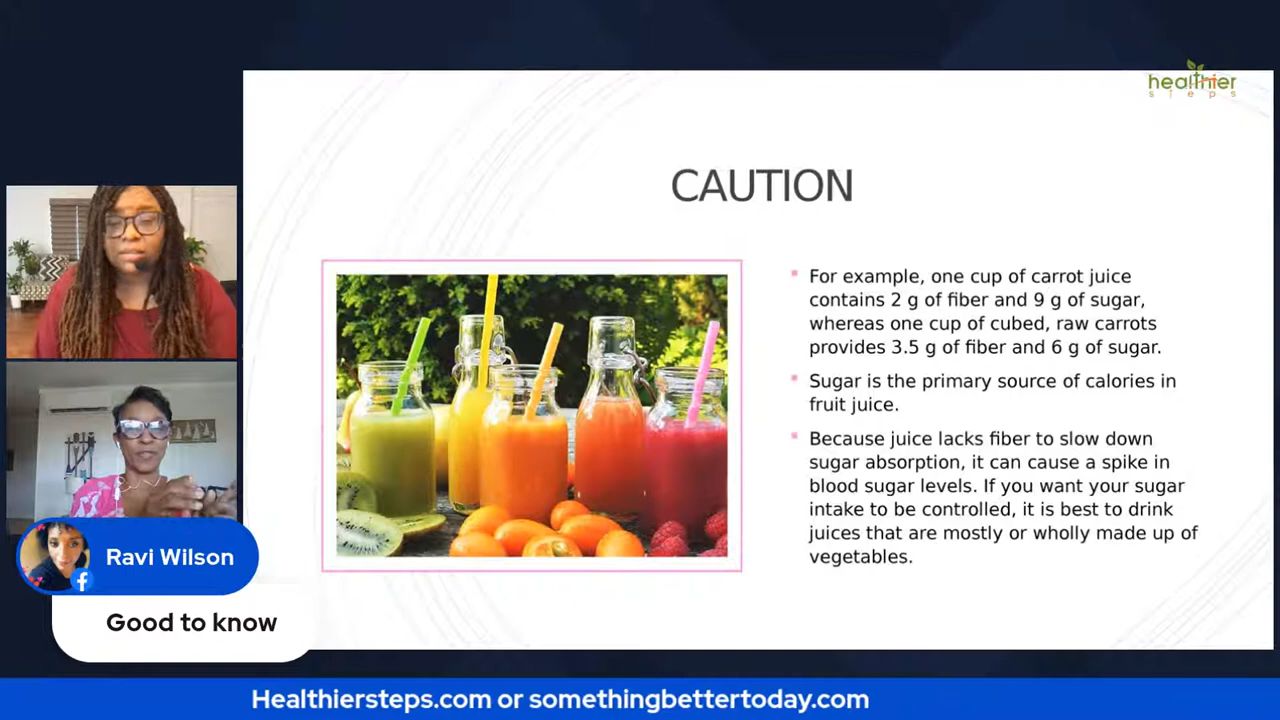 healthier
steps
CAUTION
For example, one cup of carrot juice
contains 2 g of fiber and 9 g of sugar,
whereas one cup of cubed, raw carrots
provides 3.5 g of fiber and 6 g of sugar.
Sugar is the primary source of calories in
fruit juice.
Because juice lacks fiber to slow down
sugar absorption, it can cause a spike in
blood sugar levels. If you want your sugar
intake to be controlled, it is best to drink
juices that are mostly or wholly made up of
vegetables.
Ravi Wilson
Good to know
Healthiersteps.com or somethingbettertoday.com